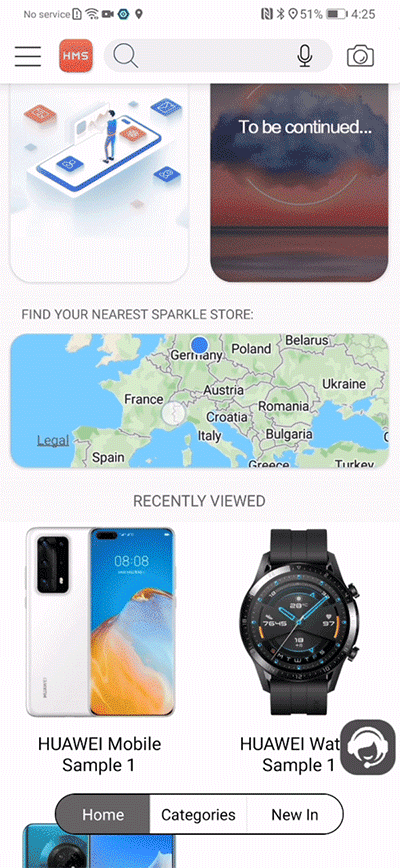 No service
51%
4:25
HMS
To be continued...
FIND YOUR NEAREST SPARKLE STORE:
Belarus
Poland
Germany
Ukraine
Austria
France
Croatia
Romania
Italy
Bulgaria
Legal
Spain
Greece
Turkey
RECENTLY VIEWED
08:08
HUAWEI
HUAWEI Mobile
Sample 1
HUAWEI Wat
Sample 1
Home
Categories
New In